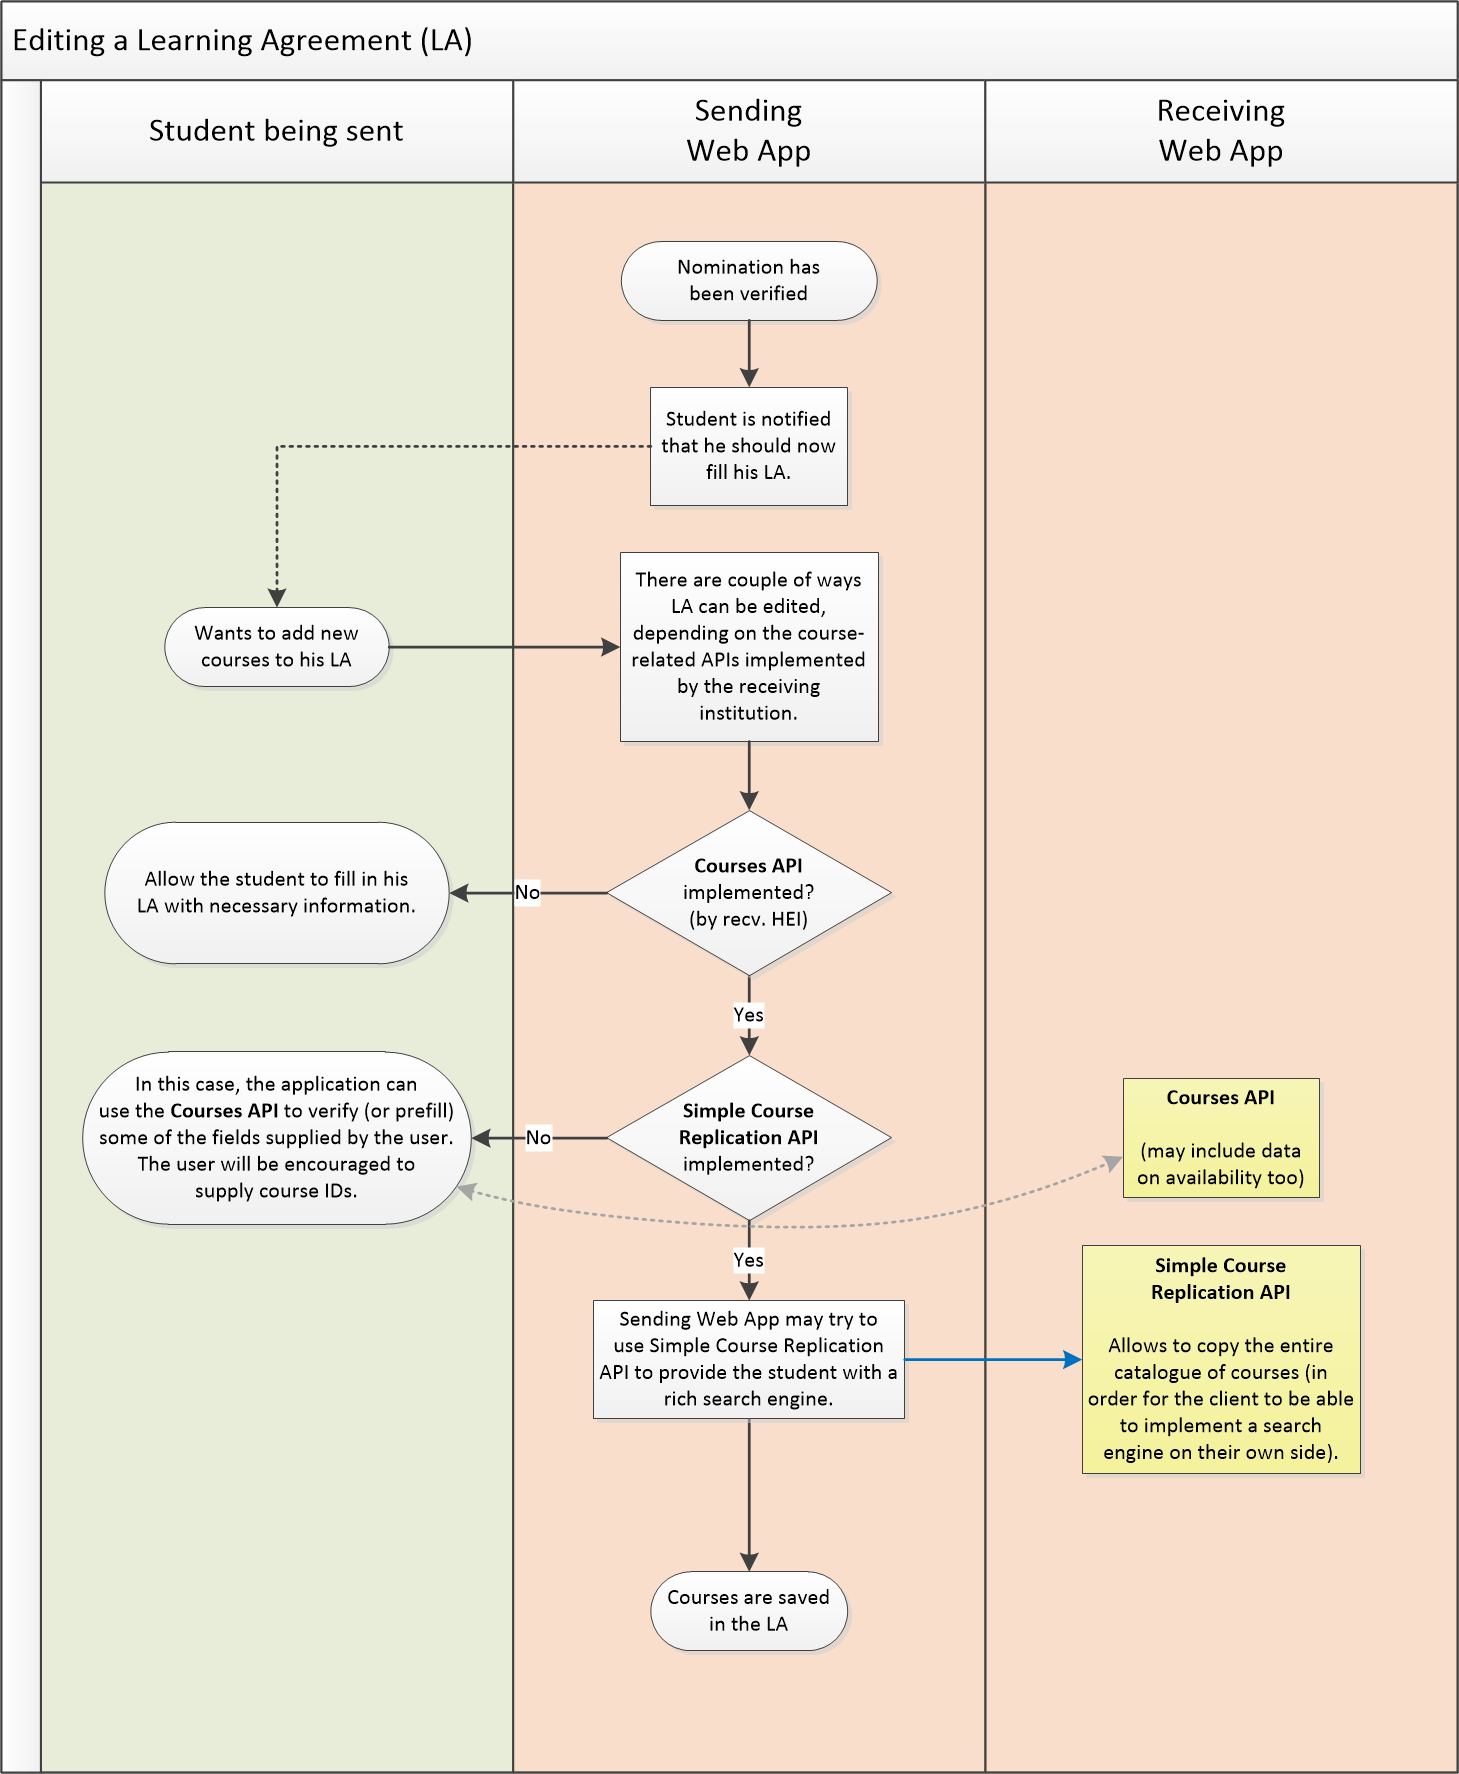 Editing a Learning Agreement (LA)
Student being sent
Sending
Web App
Receiving
Web App
Nomination has
been verified
Student is notified
that he should now
fill his LA.
Wants to add new
courses to his LA
There are couple of ways
LA can be edited,
depending on the course-
related APIs implemented
by the receiving
institution.
Courses API
implemented?
(by recv. HEI)
No
Allow the student to fill in his
LA with necessary information.
Yes
Simple Course
Replication API
implemented?
No
In this case, the application can
use the Courses API to verify (or prefill)
some of the fields supplied by the user.
The user will be encouraged to
supply course IDs.
Courses API
(may include data
on availability too)
Yes
Sending Web App may try to
use Simple Course Replication
API to provide the student with a
rich search engine.
Simple Course
Replication API
Allows to copy the entire
catalogue of courses (in
order for the client to be able
to implement a search
engine on their own side).
Courses are saved
in the LA